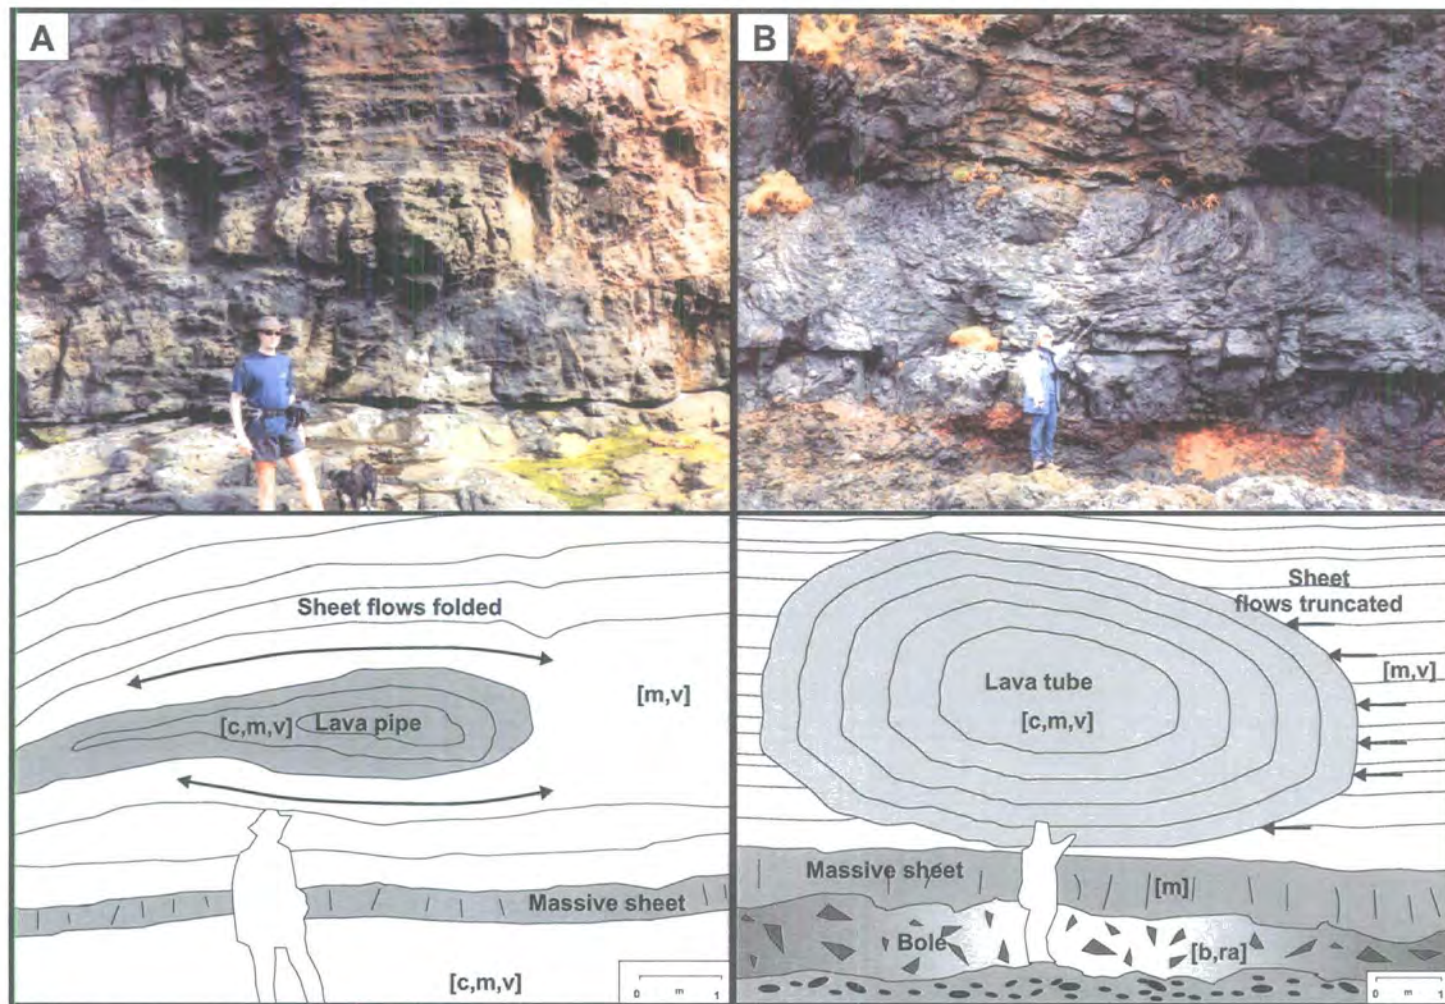 A
B
Sheet flows folded
[m,v]
[c,m,v]
Lava pipe
Massive sheet
[c,m,v]
0 m 1
Sheet
flows truncated
[m,v]
Lava tube
[c,m,v]
Massive sheet
[m]
Bole
[b,ra]
0 m 1